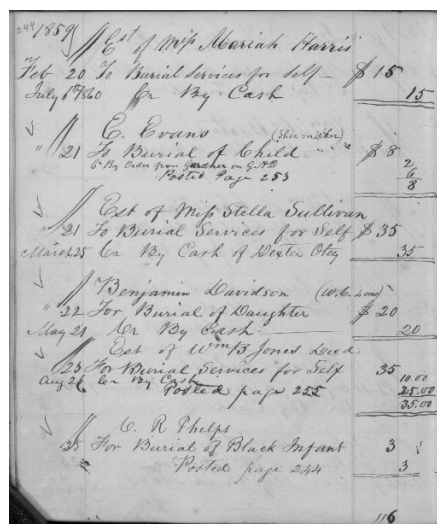 244 1859
Est of Miss Mariah Harris
Feb 20 To Burial Services for Self $15
July 6th 1860 Cr By Cash 15
E. Evans (Shoemaker)
" 21 To Burial of Child " " " $8
Cr By Order from Gardner on G.A.D 2
6
Posted Page 253 8
Est of Miss Stella Sullivan
" 21 To Burial Services for Self $35
March 25 Cr By Cash of Dexter Otey 35
Benjamin Davidson
" 22 For Burial of Daughter $20
May 21 Cr By Cash 20
Est of Wm B Jones Decd
23 For Burial Services for Self 35
Aug 26 Cr By Cash 10.00
Posted page 255 25.00
35.00
C. R Phelps
25 For Burial of Black Infant 3
Posted page 244 3
116